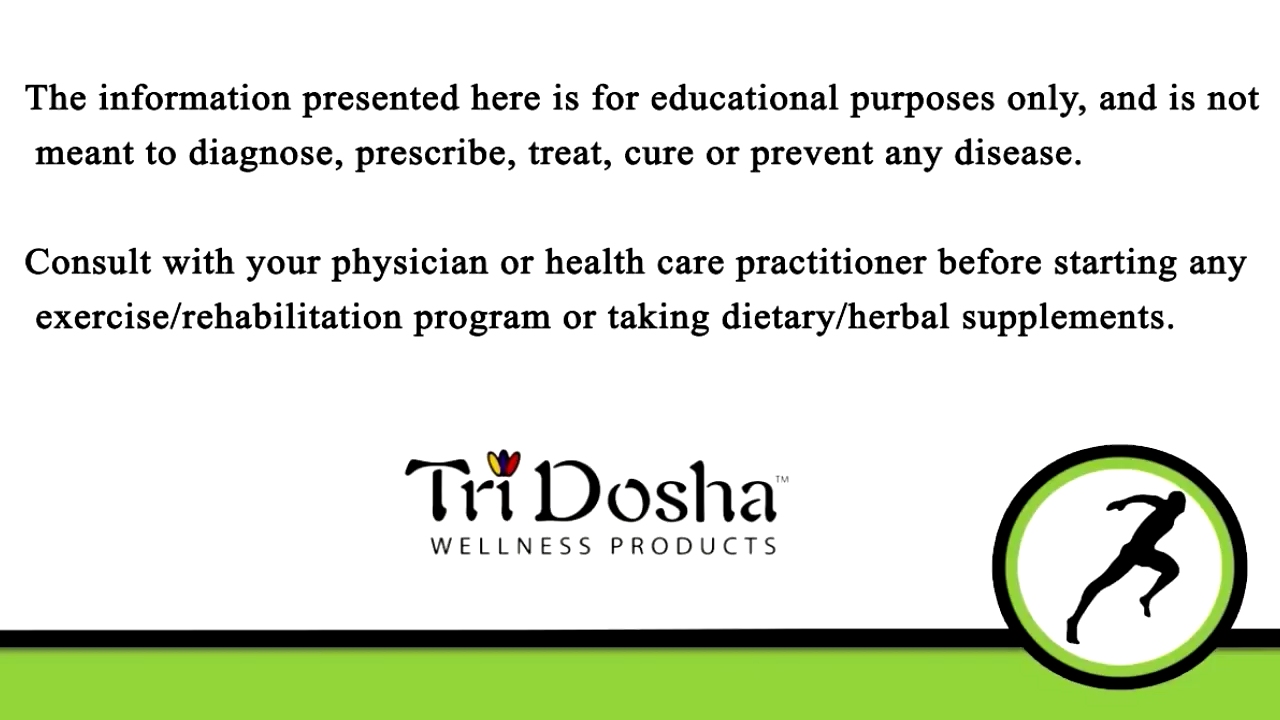 The information presented here is for educational purposes only, and is not
meant to diagnose, prescribe, treat, cure or prevent any disease.
Consult with your physician or health care practitioner before starting any
exercise/rehabilitation program or taking dietary/herbal supplements.
Tri Dosha™
WELLNESS PRODUCTS